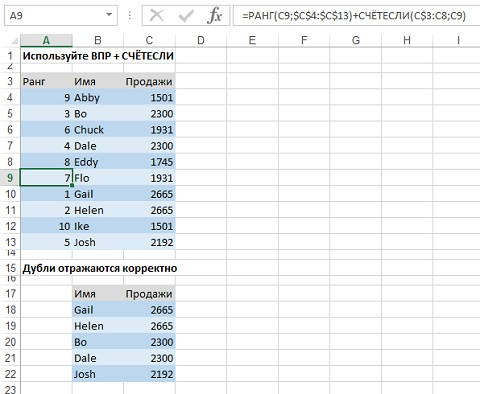 A9 fx =РАНГ(C9;$C$4:$C$13)+СЧЁТЕСЛИ(C$3:C8;C9)
A B C D E F G H I
1 Используйте ВПР + СЧЁТЕСЛИ
2
3 Ранг Имя Продажи
4 9 Abby 1501
5 3 Bo 2300
6 6 Chuck 1931
7 4 Dale 2300
8 8 Eddy 1745
9 7 Flo 1931
10 1 Gail 2665
11 2 Helen 2665
12 10 Ike 1501
13 5 Josh 2192
14
15 Дубли отражаются корректно
16
17 Имя Продажи
18 Gail 2665
19 Helen 2665
20 Bo 2300
21 Dale 2300
22 Josh 2192
23